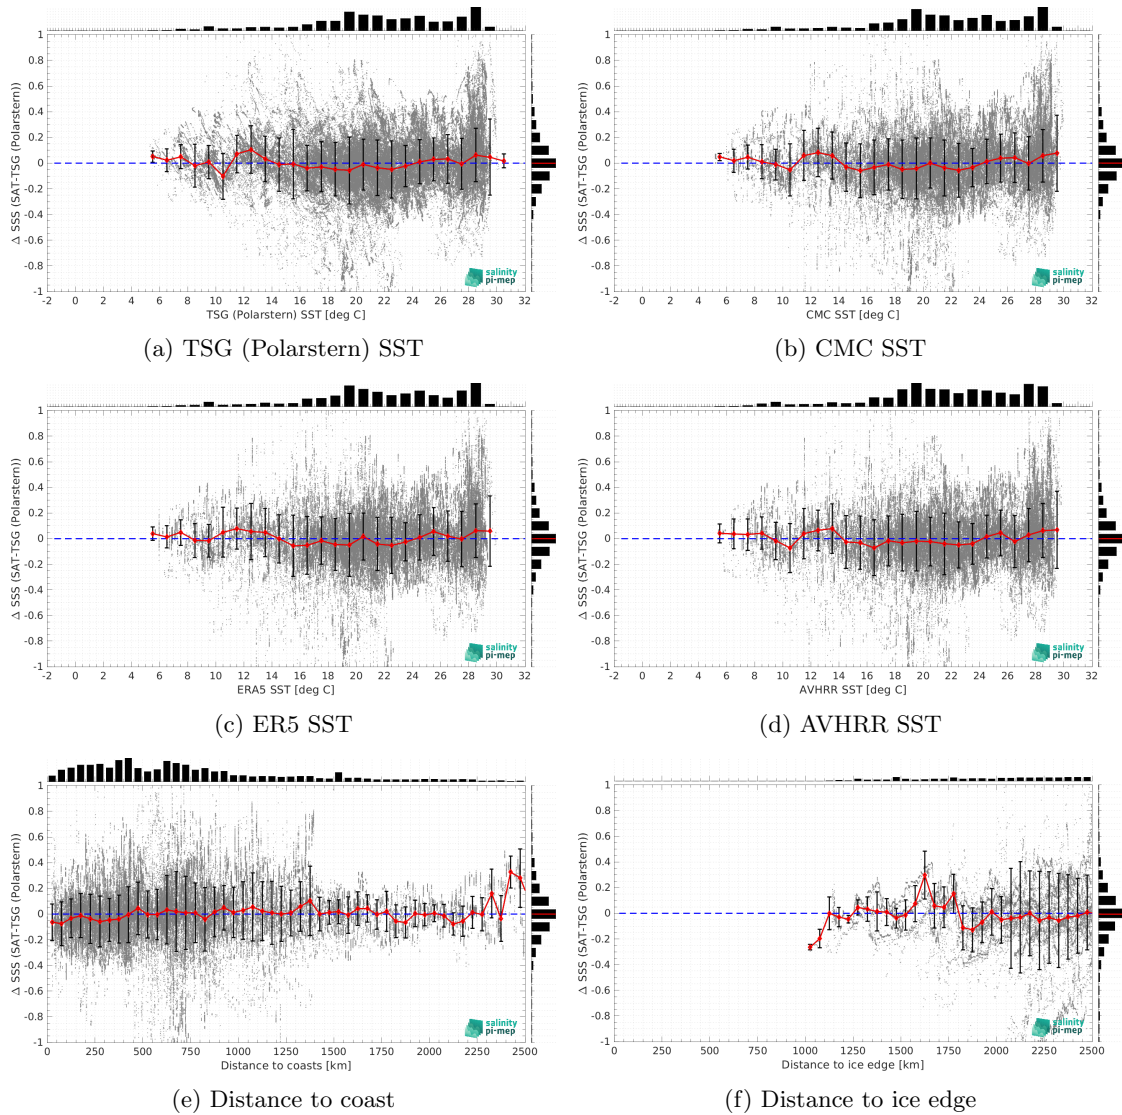 1
0.8
0.6
0.4
0.2
0
-0.2
-0.4
-0.6
-0.8
-1
Δ SSS (SAT-TSG (Polarstern))
salinity
pi-mep
-2 0 2 4 6 8 10 12 14 16 18 20 22 24 26 28 30 32
TSG (Polarstern) SST [deg C]
(a) TSG (Polarstern) SST
1
0.8
0.6
0.4
0.2
0
-0.2
-0.4
-0.6
-0.8
-1
Δ SSS (SAT-TSG (Polarstern))
salinity
pi-mep
-2 0 2 4 6 8 10 12 14 16 18 20 22 24 26 28 30 32
CMC SST [deg C]
(b) CMC SST
1
0.8
0.6
0.4
0.2
0
-0.2
-0.4
-0.6
-0.8
-1
Δ SSS (SAT-TSG (Polarstern))
salinity
pi-mep
-2 0 2 4 6 8 10 12 14 16 18 20 22 24 26 28 30 32
ERA5 SST [deg C]
(c) ER5 SST
1
0.8
0.6
0.4
0.2
0
-0.2
-0.4
-0.6
-0.8
-1
Δ SSS (SAT-TSG (Polarstern))
salinity
pi-mep
-2 0 2 4 6 8 10 12 14 16 18 20 22 24 26 28 30 32
AVHRR SST [deg C]
(d) AVHRR SST
1
0.8
0.6
0.4
0.2
0
-0.2
-0.4
-0.6
-0.8
-1
Δ SSS (SAT-TSG (Polarstern))
salinity
pi-mep
0 250 500 750 1000 1250 1500 1750 2000 2250 2500
Distance to coasts [km]
(e) Distance to coast
1
0.8
0.6
0.4
0.2
0
-0.2
-0.4
-0.6
-0.8
-1
Δ SSS (SAT-TSG (Polarstern))
salinity
pi-mep
0 250 500 750 1000 1250 1500 1750 2000 2250 2500
Distance to ice edge [km]
(f) Distance to ice edge